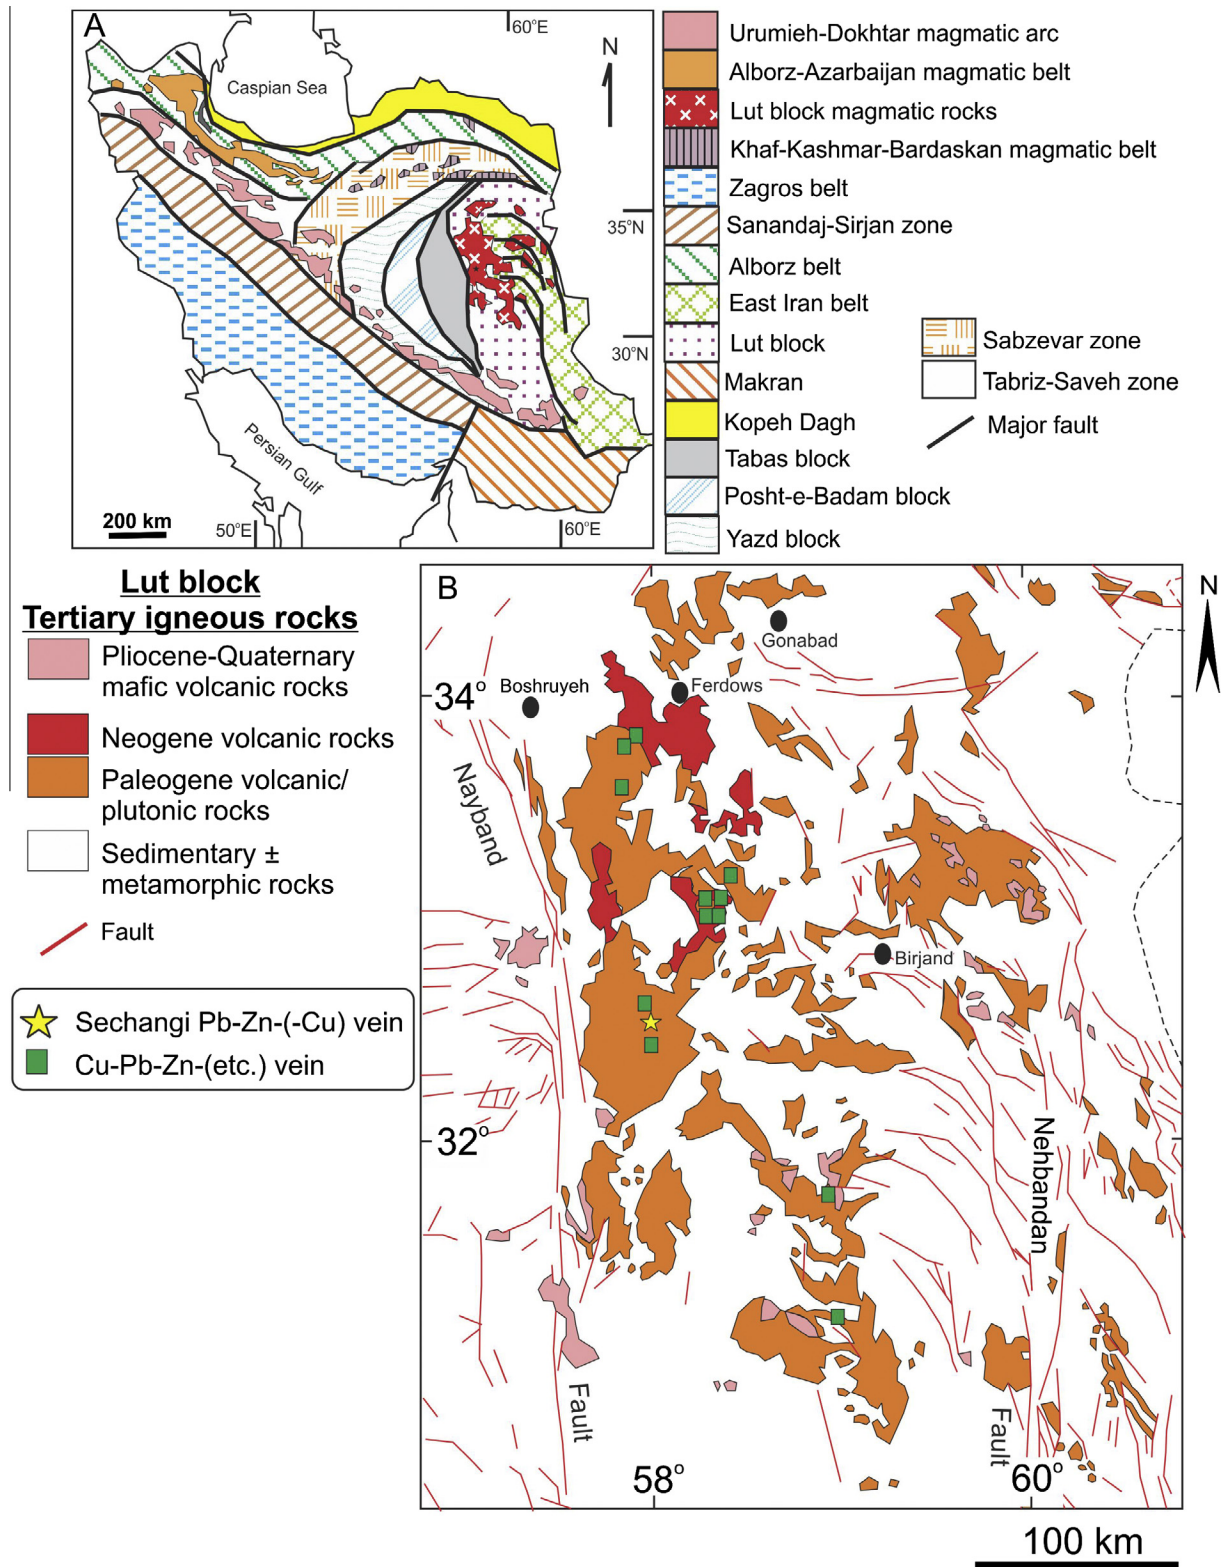 A
60°E
N
Caspian Sea
35°N
30°N
Persian Gulf
200 km
50°E
60°E
Urumieh-Dokhtar magmatic arc
Alborz-Azarbaijan magmatic belt
Lut block magmatic rocks
Khaf-Kashmar-Bardaskan magmatic belt
Zagros belt
Sanandaj-Sirjan zone
Alborz belt
East Iran belt
Lut block
Makran
Kopeh Dagh
Tabas block
Posht-e-Badam block
Yazd block
Sabzevar zone
Tabriz-Saveh zone
Major fault
Lut block
Tertiary igneous rocks
Pliocene-Quaternary
mafic volcanic rocks
Neogene volcanic rocks
Paleogene volcanic/
plutonic rocks
Sedimentary ±
metamorphic rocks
Fault
Sechangi Pb-Zn-(-Cu) vein
Cu-Pb-Zn-(etc.) vein
B
N
Gonabad
34°
Boshruyeh
Ferdows
Nayband
Birjand
32°
Nehbandan
Fault
Fault
58°
60°
100 km